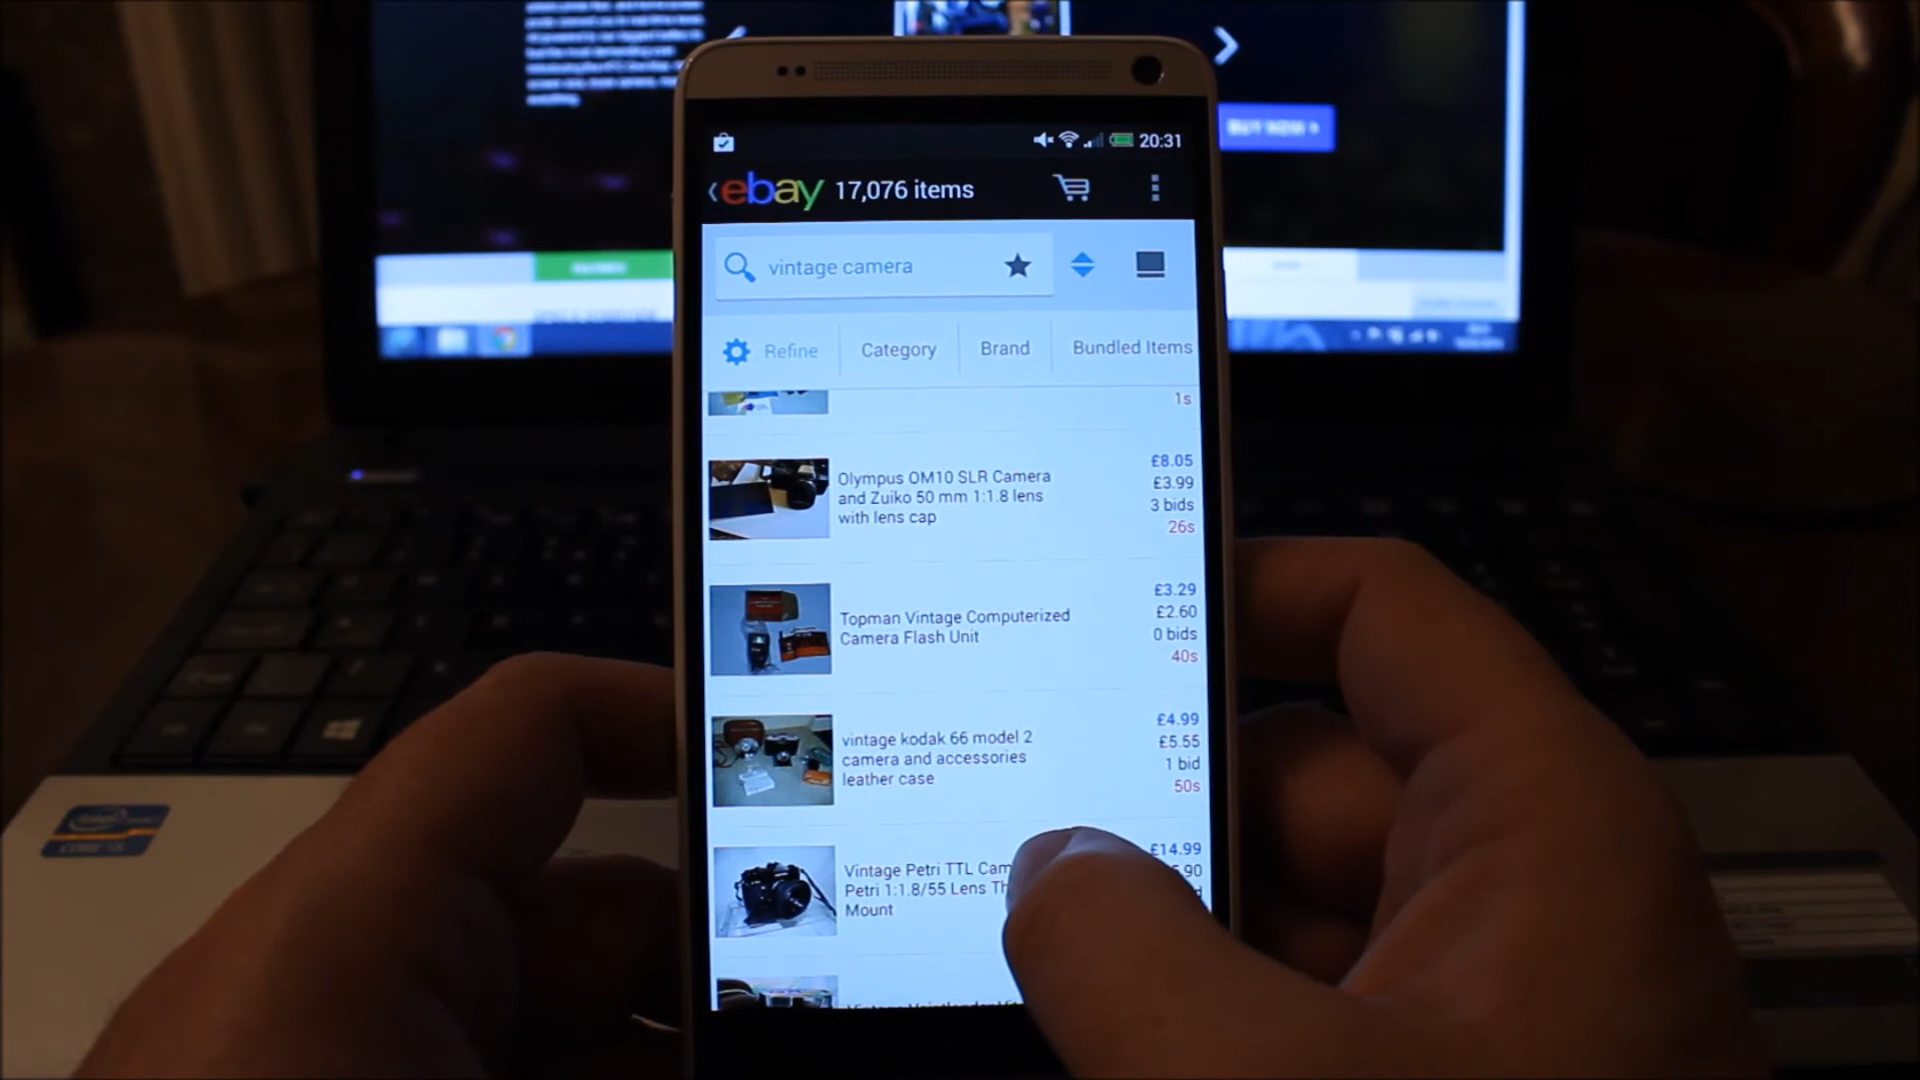 BUY NOW >
20:31
ebay 17,076 items
vintage camera
Refine Category Brand Bundled Items
1s
Olympus OM10 SLR Camera
and Zuiko 50 mm 1:1.8 lens
with lens cap
£8.05
£3.99
3 bids
26s
Topman Vintage Computerized
Camera Flash Unit
£3.29
£2.60
0 bids
40s
vintage kodak 66 model 2
camera and accessories
leather case
£4.99
£5.55
1 bid
50s
Vintage Petri TTL Cam
Petri 1:1.8/55 Lens Th
Mount
£14.99
.90